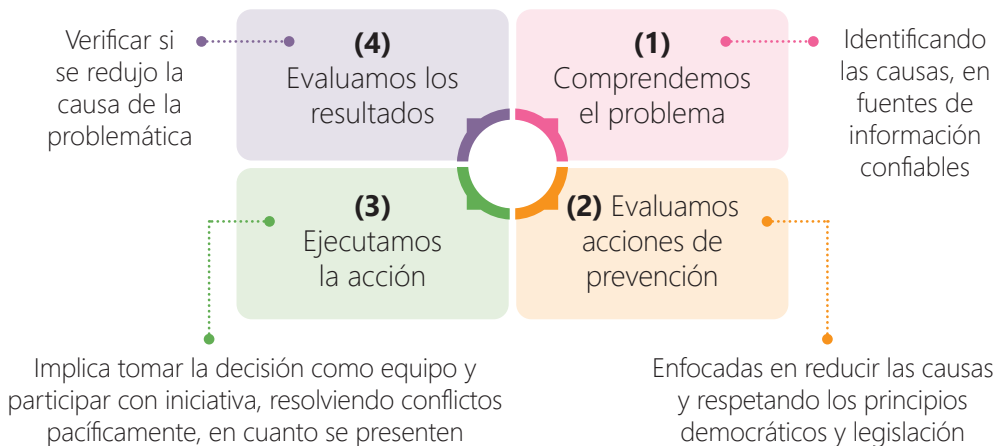 Verificar si
se redujo la
causa de la
problemática
(4)
Evaluamos los
resultados
(1)
Comprendemos
el problema
Identificando
las causas, en
fuentes de
información
confiables
(3)
Ejecutamos
la acción
(2) Evaluamos
acciones de
prevención
Implica tomar la decisión como equipo y
participar con iniciativa, resolviendo conflictos
pacíficamente, en cuanto se presenten
Enfocadas en reducir las causas
y respetando los principios
democráticos y legislación